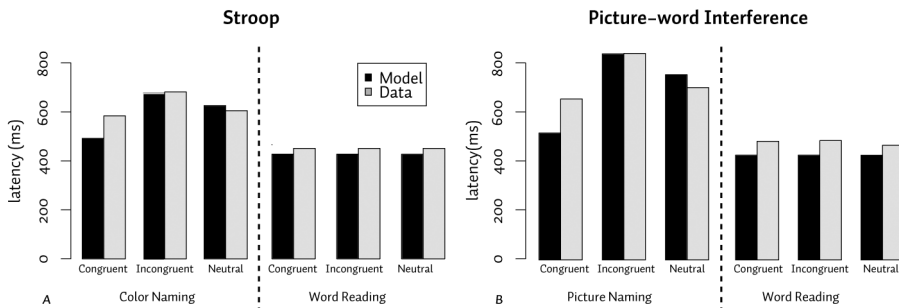 Stroop
latency (ms)
800
600
400
200
0
Model
Data
Congruent Incongruent Neutral Congruent Incongruent Neutral
A Color Naming Word Reading
Picture–word Interference
latency(ms)
800
600
400
200
0
Congruent Incongruent Neutral Congruent Incongruent Neutral
B Picture Naming Word Reading